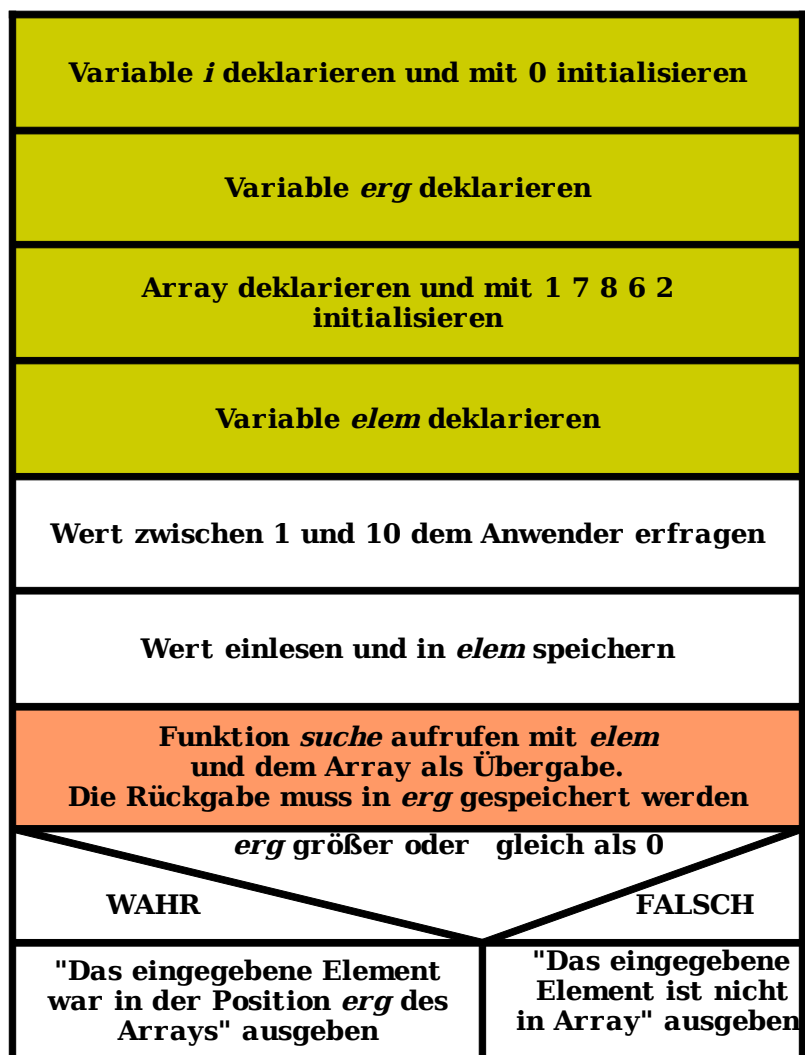 Variable i deklarieren und mit 0 initialisieren
Variable erg deklarieren
Array deklarieren und mit 1 7 8 6 2
initialisieren
Variable elem deklarieren
Wert zwischen 1 und 10 dem Anwender erfragen
Wert einlesen und in elem speichern
Funktion suche aufrufen mit elem
und dem Array als Übergabe.
Die Rückgabe muss in erg gespeichert werden
erg größer oder gleich als 0
WAHR
FALSCH
"Das eingegebene Element
war in der Position erg des
Arrays" ausgeben
"Das eingegebene
Element ist nicht
in Array" ausgeben